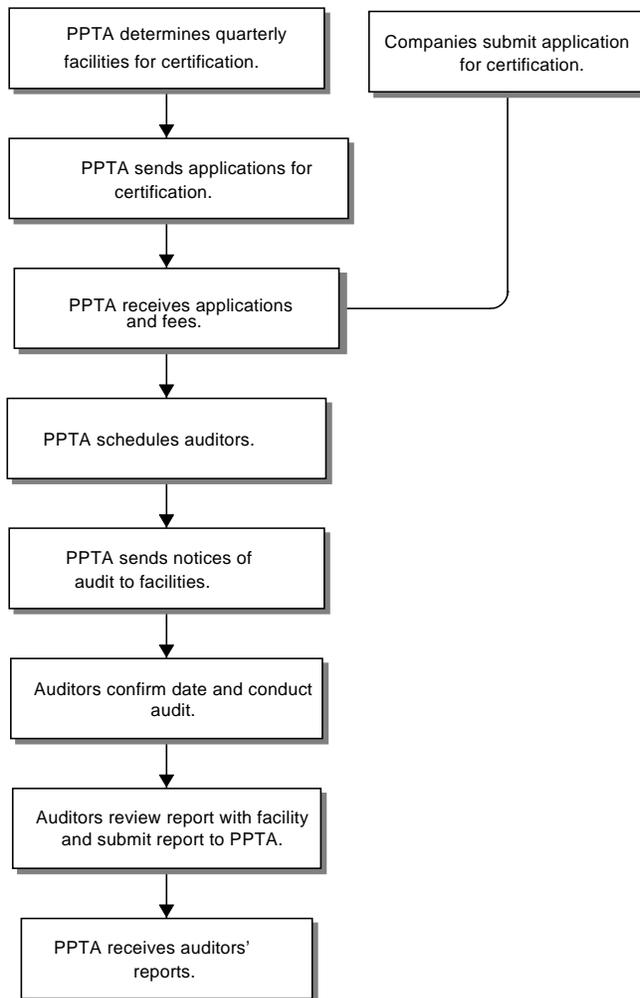 PPTA determines quarterly
facilities for certification.
Companies submit application
for certification.
PPTA sends applications for
certification.
PPTA receives applications
and fees.
PPTA schedules auditors.
PPTA sends notices of
audit to facilities.
Auditors confirm date and conduct
audit.
Auditors review report with facility
and submit report to PPTA.
PPTA receives auditors’
reports.